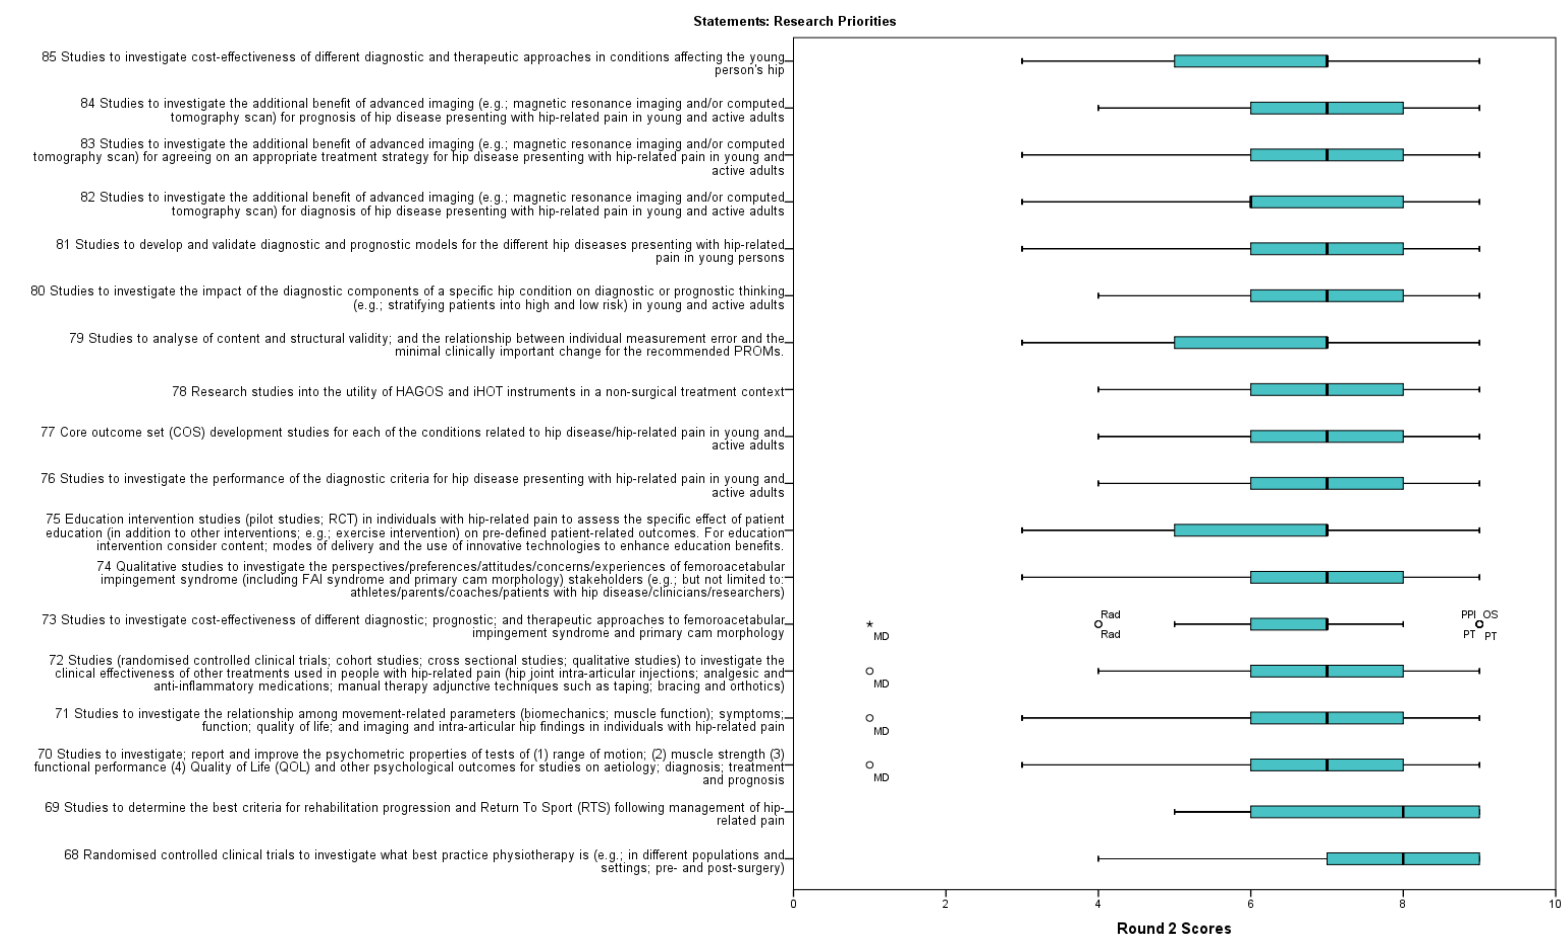 Statements: Research Priorities
85 Studies to investigate cost-effectiveness of different diagnostic and therapeutic approaches in conditions affecting the young
person's hip
84 Studies to investigate the additional benefit of advanced imaging (e.g.; magnetic resonance imaging and/or computed
tomography scan) for prognosis of hip disease presenting with hip-related pain in young and active adults
83 Studies to investigate the additional benefit of advanced imaging (e.g.; magnetic resonance imaging and/or computed
tomography scan) for agreeing on an appropriate treatment strategy for hip disease presenting with hip-related pain in young and
active adults
82 Studies to investigate the additional benefit of advanced imaging (e.g.; magnetic resonance imaging and/or computed
tomography scan) for diagnosis of hip disease presenting with hip-related pain in young and active adults
81 Studies to develop and validate diagnostic and prognostic models for the different hip diseases presenting with hip-related
pain in young persons
80 Studies to investigate the impact of the diagnostic components of a specific hip condition on diagnostic or prognostic thinking
(e.g.; stratifying patients into high and low risk) in young and active adults
79 Studies to analyse of content and structural validity; and the relationship between individual measurement error and the
minimal clinically important change for the recommended PROMs.
78 Research studies into the utility of HAGOS and iHOT instruments in a non-surgical treatment context
77 Core outcome set (COS) development studies for each of the conditions related to hip disease/hip-related pain in young and
active adults
76 Studies to investigate the performance of the diagnostic criteria for hip disease presenting with hip-related pain in young and
active adults
75 Education intervention studies (pilot studies; RCT) in individuals with hip-related pain to assess the specific effect of patient
education (in addition to other interventions; e.g.; exercise intervention) on pre-defined patient-related outcomes. For education
intervention consider content; modes of delivery and the use of innovative technologies to enhance education benefits.
74 Qualitative studies to investigate the perspectives/preferences/attitudes/concerns/experiences of femoroacetabular
impingement syndrome (including FAI syndrome and primary cam morphology) stakeholders (e.g.; but not limited to:
athletes/parents/coaches/patients with hip disease/clinicians/researchers)
73 Studies to investigate cost-effectiveness of different diagnostic; prognostic; and therapeutic approaches to femoroacetabular
impingement syndrome and primary cam morphology
MD
Rad
Rad
PPI OS
PT PT
72 Studies (randomised controlled clinical trials; cohort studies; cross sectional studies; qualitative studies) to investigate the
clinical effectiveness of other treatments used in people with hip-related pain (hip joint intra-articular injections; analgesic and
anti-inflammatory medications; manual therapy adjunctive techniques such as taping; bracing and orthotics)
MD
71 Studies to investigate the relationship among movement-related parameters (biomechanics; muscle function); symptoms;
function; quality of life; and imaging and intra-articular hip findings in individuals with hip-related pain
MD
70 Studies to investigate; report and improve the psychometric properties of tests of (1) range of motion; (2) muscle strength (3)
functional performance (4) Quality of Life (QOL) and other psychological outcomes for studies on aetiology; diagnosis; treatment
and prognosis
MD
69 Studies to determine the best criteria for rehabilitation progression and Return To Sport (RTS) following management of hip-
related pain
68 Randomised controlled clinical trials to investigate what best practice physiotherapy is (e.g.; in different populations and
settings; pre- and post-surgery)
0 2 4 6 8 10
Round 2 Scores